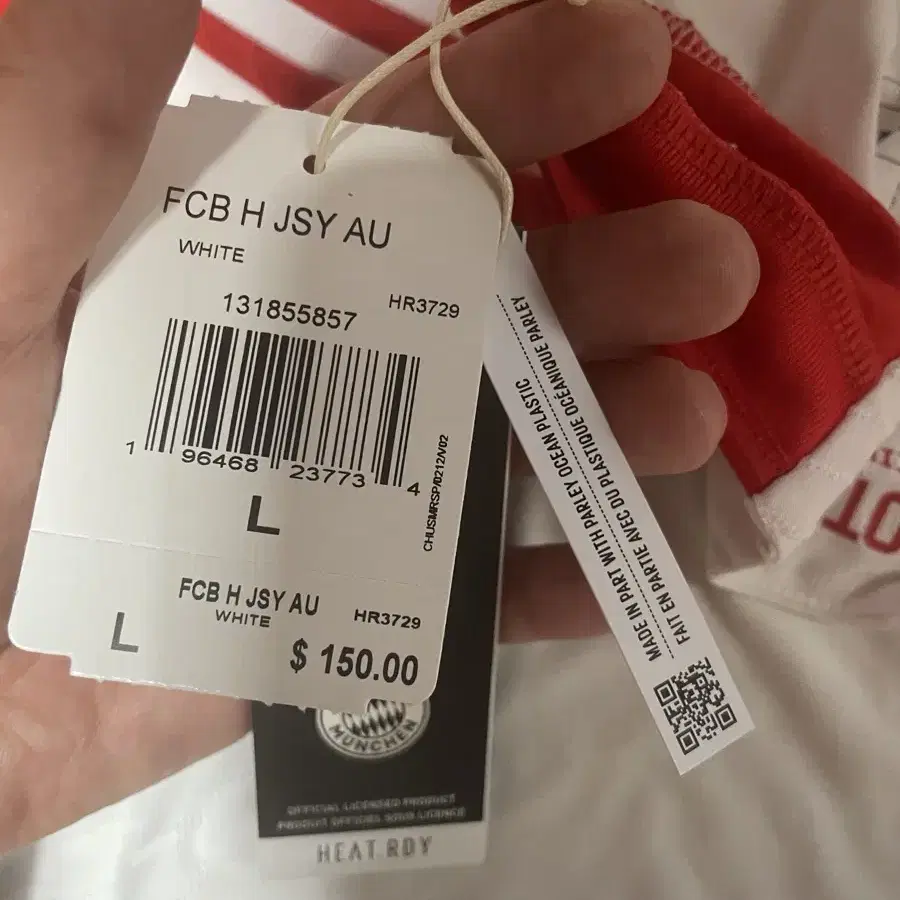 FCB H JSY AU
WHITE
131855857
HR3729
1 96468 23773 4
CHUSMRSP/0212/V02
L
FCB H JSY AU
WHITE
HR3729
L
$ 150.00
MADE IN PART WITH PARLEY OCEAN PLASTIC
FAIT EN PARTIE AVEC DU PLASTIQUE OCÉANIQUE PARLEY
MÜNCHEN
OFFICIAL LICENSED PRODUCT
PRODUIT OFFICIEL SOUS LICENCE
HEAT.RDY